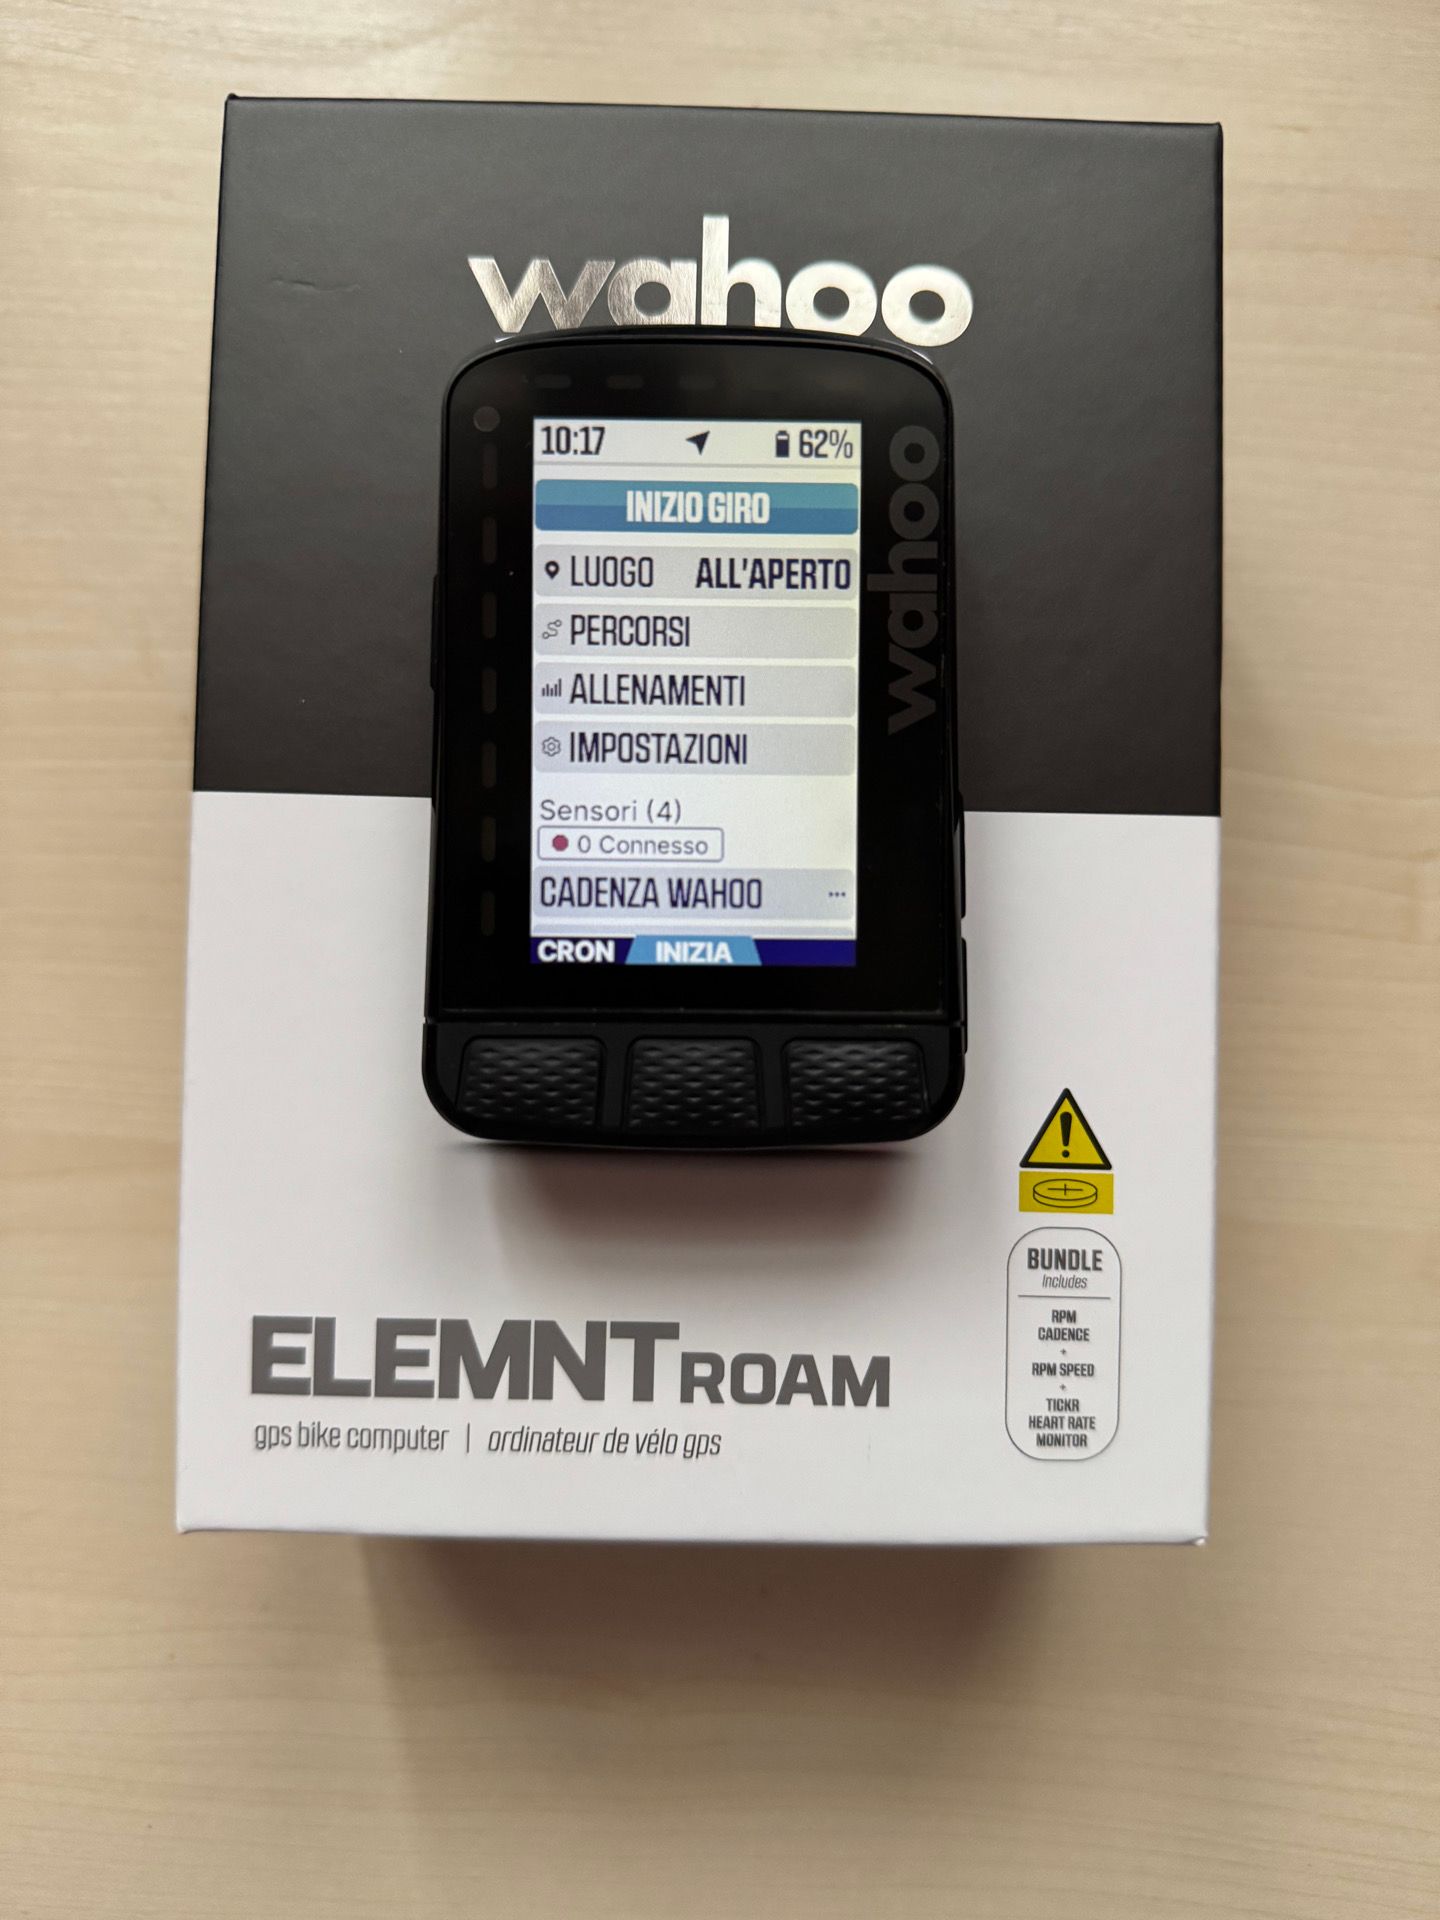 wahoo
10:17 62%
INIZIO GIRO
LUOGO ALL'APERTO
PERCORSI
ALLENAMENTI
IMPOSTAZIONI
Sensori (4)
0 Connesso
CADENZA WAHOO ...
CRON INIZIA
wahoo
BUNDLE
Includes
RPM
CADENCE
+
RPM SPEED
+
TICKR
HEART RATE
MONITOR
ELEMNT ROAM
gps bike computer | ordinateur de vélo gps